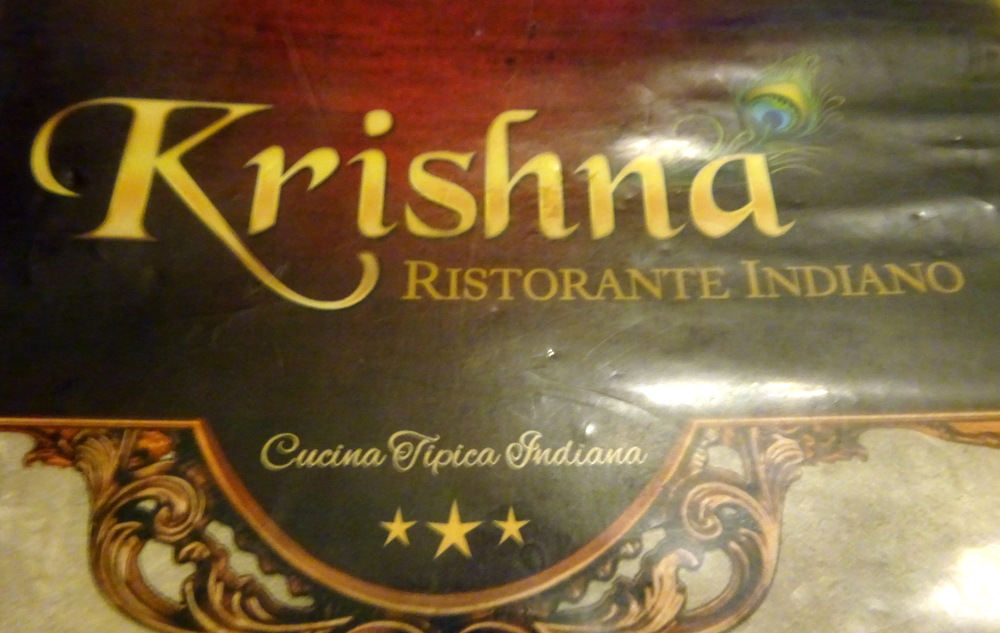 Krishna
RISTORANTE INDIANO
Cucina Tipica Indiana